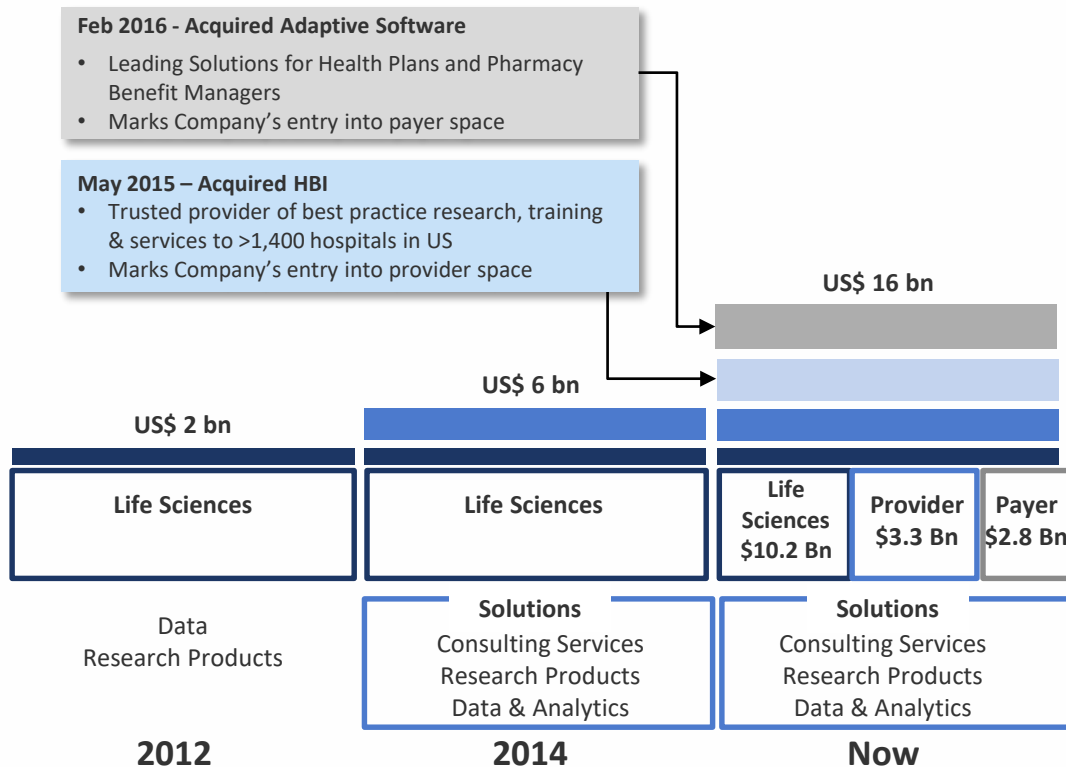 Feb 2016 - Acquired Adaptive Software
• Leading Solutions for Health Plans and Pharmacy
Benefit Managers
• Marks Company’s entry into payer space
May 2015 – Acquired HBI
• Trusted provider of best practice research, training
& services to >1,400 hospitals in US
• Marks Company’s entry into provider space
US$ 16 bn
US$ 6 bn
US$ 2 bn
Life Sciences
Life Sciences
Life
Sciences
$10.2 Bn
Provider
$3.3 Bn
Payer
$2.8 Bn
Data
Research Products
Solutions
Consulting Services
Research Products
Data & Analytics
Solutions
Consulting Services
Research Products
Data & Analytics
2012
2014
Now